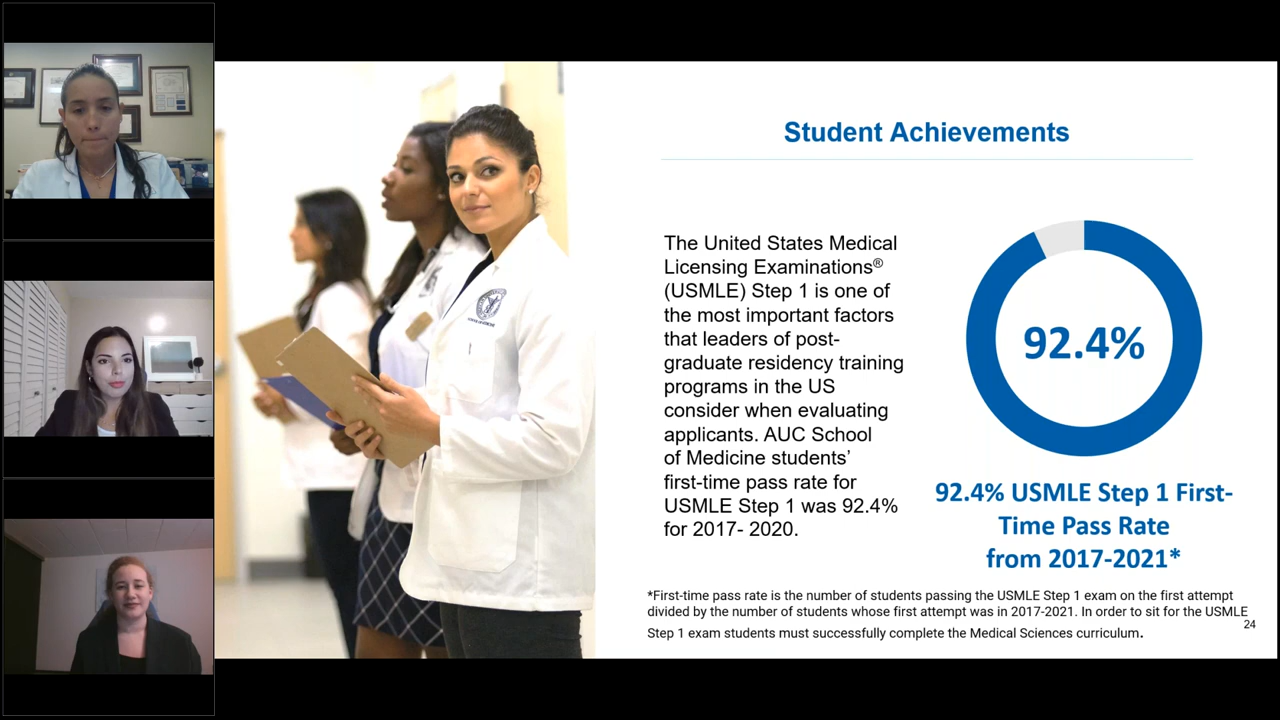 Student Achievements
The United States Medical
Licensing Examinations®
(USMLE) Step 1 is one of
the most important factors
that leaders of post-
graduate residency training
programs in the US
consider when evaluating
applicants. AUC School
of Medicine students’
first-time pass rate for
USMLE Step 1 was 92.4%
for 2017- 2020.
92.4%
92.4% USMLE Step 1 First-
Time Pass Rate
from 2017-2021*
*First-time pass rate is the number of students passing the USMLE Step 1 exam on the first attempt
divided by the number of students whose first attempt was in 2017-2021. In order to sit for the USMLE
Step 1 exam students must successfully complete the Medical Sciences curriculum.
24